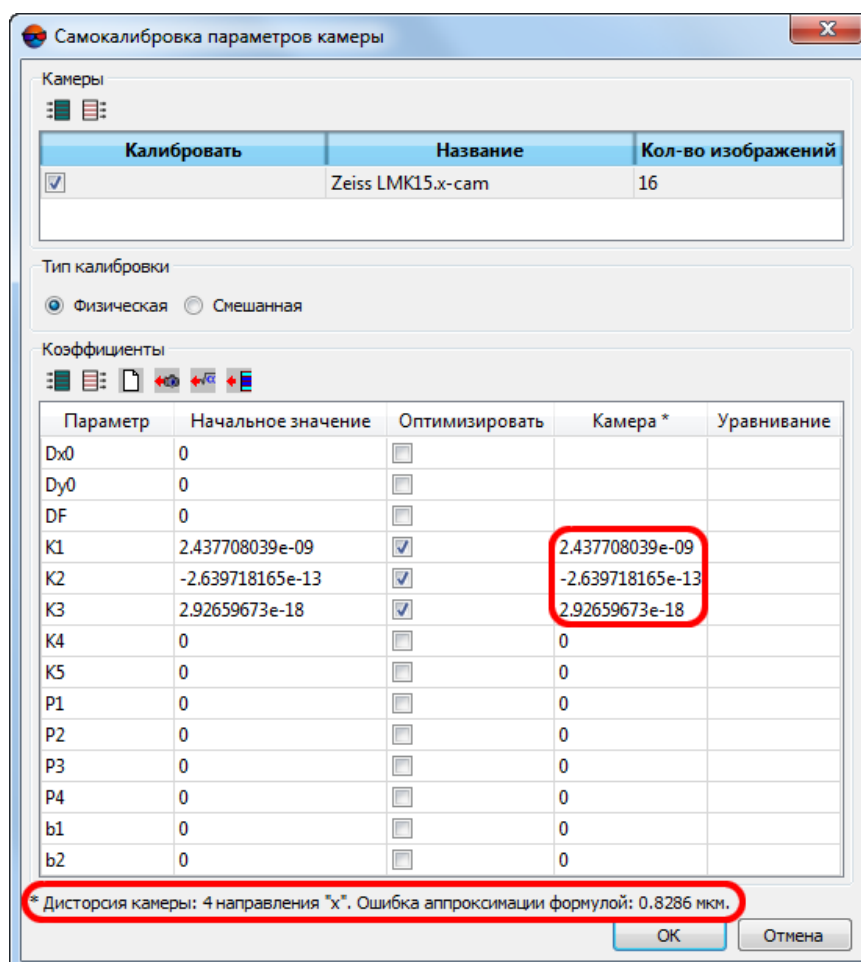 Самокалибровка параметров камеры
Камеры
Калибровать Название Кол-во изображений
Zeiss LMK15.x-cam 16
Тип калибровки
Физическая Смешанная
Коэффициенты
Параметр Начальное значение Оптимизировать Камера * Уравнивание
Dx0 0
Dy0 0
DF 0
K1 2.437708039e-09 2.437708039e-09
K2 -2.639718165e-13 -2.639718165e-13
K3 2.92659673e-18 2.92659673e-18
K4 0 0
K5 0 0
P1 0 0
P2 0 0
P3 0 0
P4 0 0
b1 0 0
b2 0 0
* Дисторсия камеры: 4 направления "x". Ошибка аппроксимации формулой: 0.8286 мкм.
OK Отмена